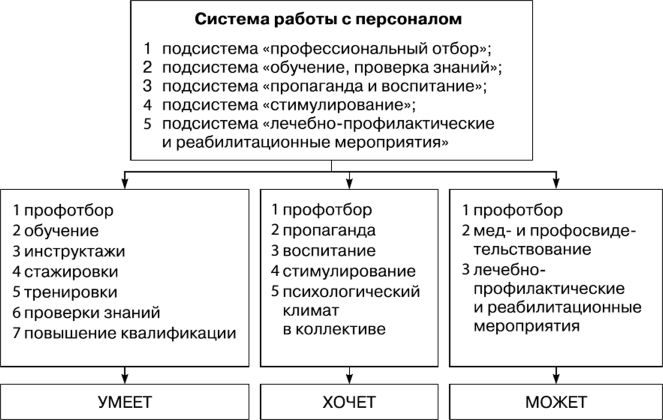 Система работы с персоналом
1 подсистема «профессиональный отбор»;
2 подсистема «обучение, проверка знаний»;
3 подсистема «пропаганда и воспитание»;
4 подсистема «стимулирование»;
5 подсистема «лечебно-профилактические
и реабилитационные мероприятия»
1 профотбор
2 обучение
3 инструктажи
4 стажировки
5 тренировки
6 проверки знаний
7 повышение квалификации
УМЕЕТ
1 профотбор
2 пропаганда
3 воспитание
4 стимулирование
5 психологический
климат
в коллективе
ХОЧЕТ
1 профотбор
2 мед- и профосвиде-
тельствование
3 лечебно-
профилактические
и реабилитационные
мероприятия
МОЖЕТ